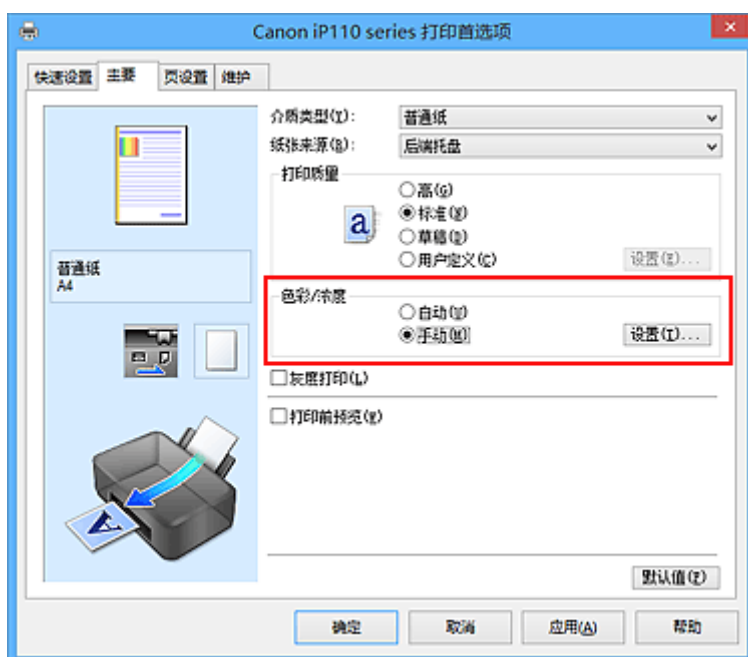 Canon iP110 series 打印首选项
快速设置 主要 页设置 维护
介质类型(Y): 普通纸
纸张来源(B): 后端托盘
打印质量
高(G)
a
标准(N)
草稿(D)
用户定义(C) 设置(E)...
普通纸
A4
色彩/浓度
自动(U)
手动(M) 设置(T)...
灰度打印(L)
打印前预览(K)
A
默认值(F)
确定 取消 应用(A) 帮助